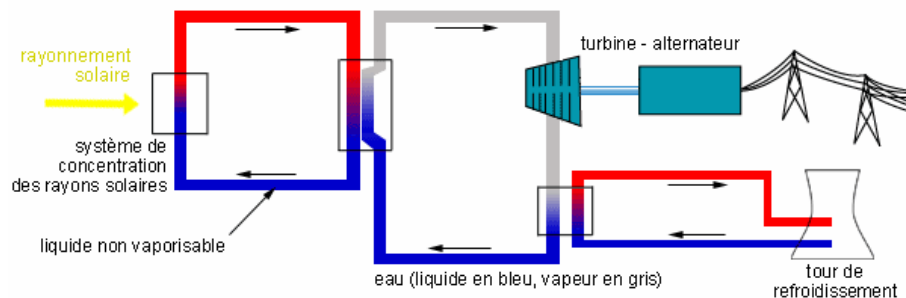 rayonnement
solaire
système de
concentration
des rayons solaires
liquide non vaporisable
turbine - alternateur
eau (liquide en bleu, vapeur en gris)
tour de
refroidissement